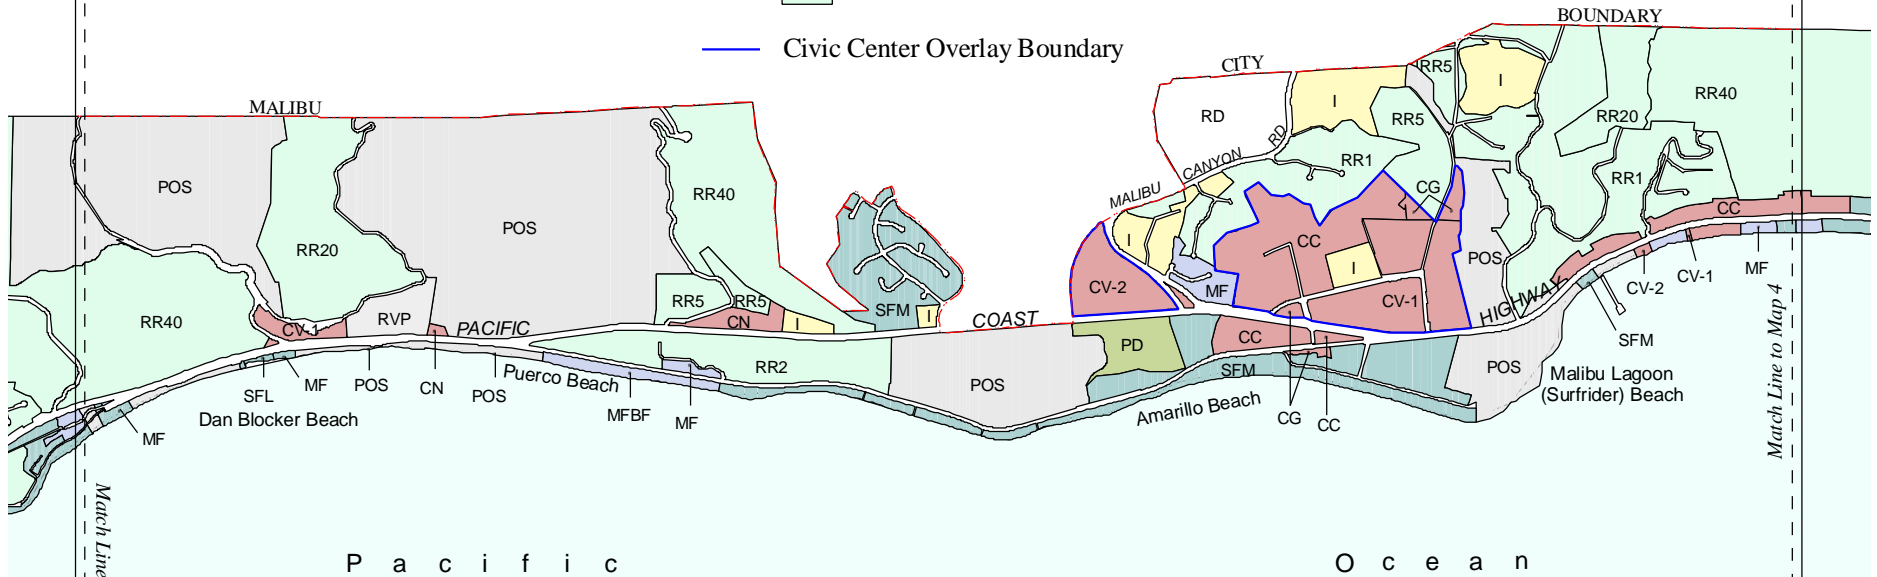 BOUNDARY
Civic Center Overlay Boundary
CITY
MALIBU
RR5
I
I
RR40
RD
RR5
RR20
RD
CANYON
RR1
POS
RR40
MALIBU
CG
RR1
POS
CC
RR20
I
CC
POS
I
CV-2
MF
CV-1
RR5
RR5
SFM
I
HIGHWAY
CV-2
CV-1
MF
RR40
CV-1
RVP
PACIFIC
CN
I
COAST
SFM
PD
CC
RR2
POS
SFM
POS
Malibu Lagoon
(Surfrider) Beach
SFL
MF
POS
CN
POS
Puerco Beach
MFBF
MF
Amarillo Beach
CG
CC
Dan Blocker Beach
MF
Match Line to Map 4
Match Line
Pacific
Ocean